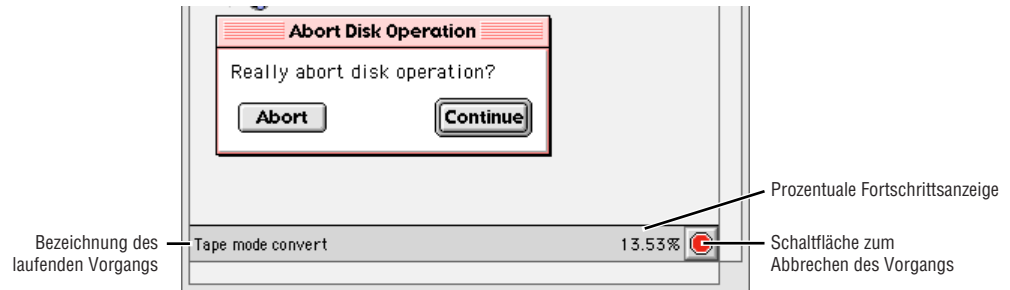 Abort Disk Operation
Really abort disk operation?
Abort
Continue
Prozentuale Fortschrittsanzeige
Bezeichnung des
laufenden Vorgangs
Tape mode convert
13.53%
Schaltfläche zum
Abbrechen des Vorgangs